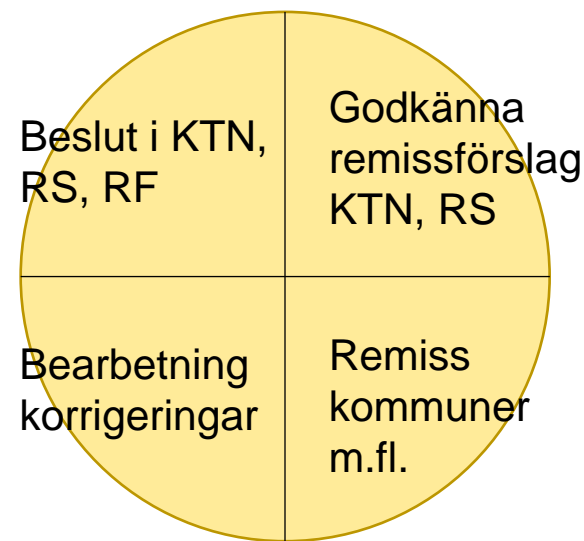 Beslut i KTN,
RS, RF
Godkänna
remissförslag
KTN, RS
Bearbetning
korrigeringar
Remiss
kommuner
m.fl.